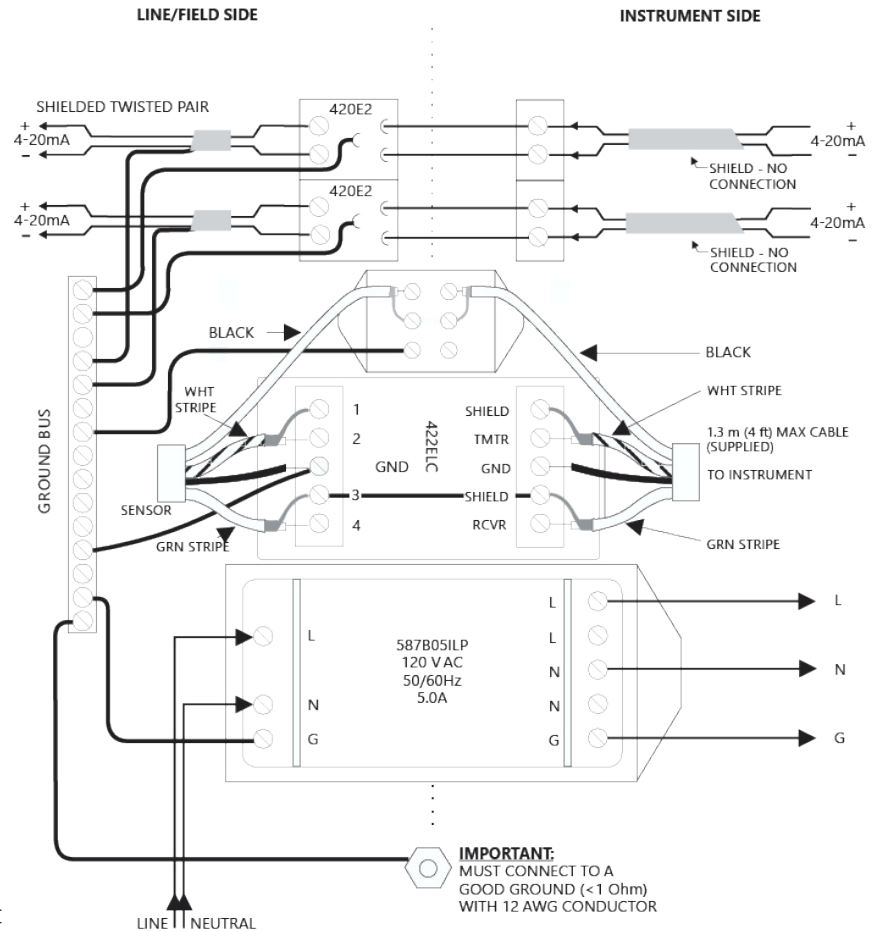 LINE/FIELD SIDE
INSTRUMENT SIDE
SHIELDED TWISTED PAIR
420E2
+
4-20mA
–
+
4-20mA
–
SHIELD - NO
CONNECTION
420E2
+
4-20mA
–
+
4-20mA
–
SHIELD - NO
CONNECTION
BLACK
BLACK
WHT
STRIPE
WHT STRIPE
GROUND BUS
1
2
3
4
GND
422ELC
SHIELD
TMTR
GND
SHIELD
RCVR
1.3 m (4 ft) MAX CABLE
(SUPPLIED)
TO INSTRUMENT
SENSOR
GRN STRIPE
GRN STRIPE
L
N
G
587B05ILP
120 V AC
50/60Hz
5.0A
L
L
N
N
G
L
N
G
IMPORTANT:
MUST CONNECT TO A
GOOD GROUND (<1 Ohm)
WITH 12 AWG CONDUCTOR
LINE
NEUTRAL